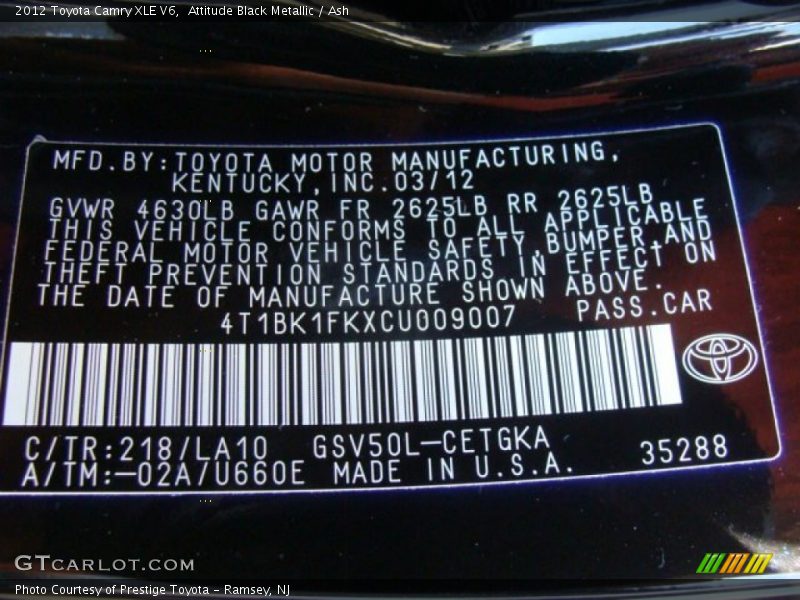 2012 Toyota Camry XLE V6, Attitude Black Metallic / Ash
MFD.BY:TOYOTA MOTOR MANUFACTURING,
KENTUCKY,INC.03/12
GVWR 4630LB GAWR FR 2625LB RR 2625LB
THIS VEHICLE CONFORMS TO ALL APPLICABLE
FEDERAL MOTOR VEHICLE SAFETY,BUMPER,AND
THEFT PREVENTION STANDARDS IN EFFECT ON
THE DATE OF MANUFACTURE SHOWN ABOVE.
4T1BK1FKXCU009007 PASS.CAR
C/TR:218/LA10 GSV50L-CETGKA
A/TM:-02A/U660E MADE IN U.S.A. 35288
GTCARLOT.COM
Photo Courtesy of Prestige Toyota - Ramsey, NJ